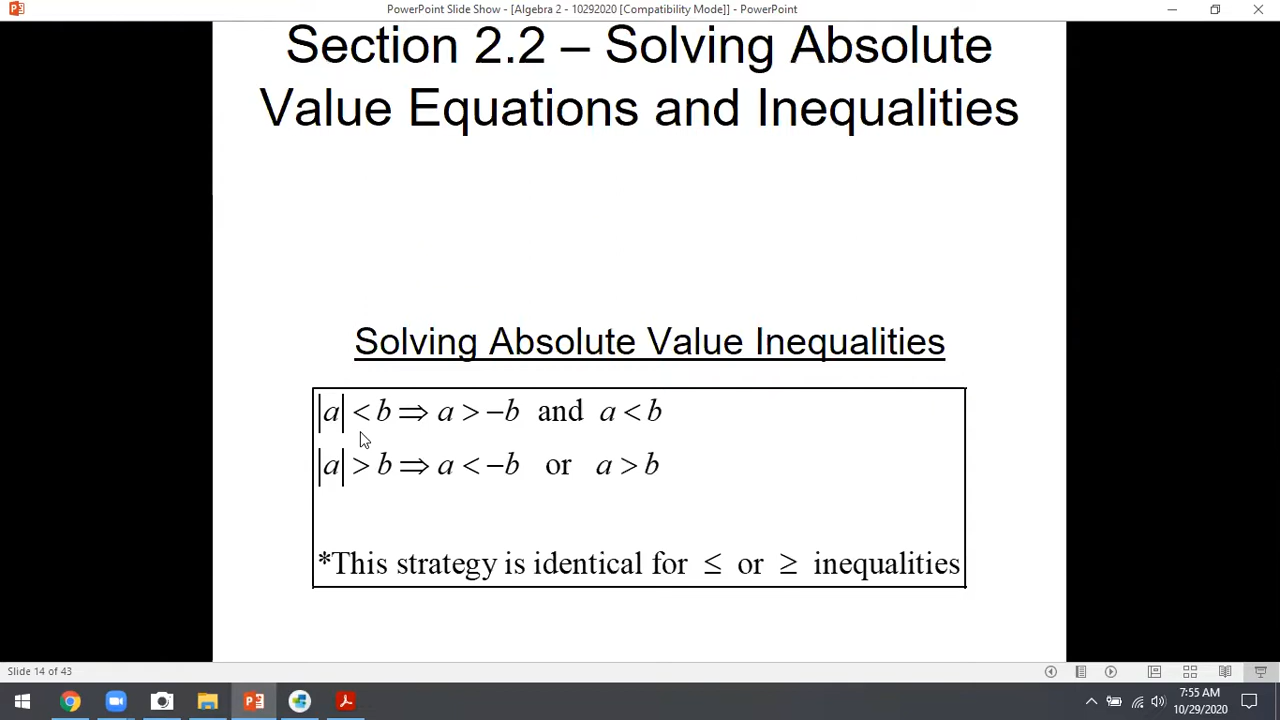 PowerPoint Slide Show - [Algebra 2 - 10292020 [Compatibility Mode]] - PowerPoint
Section 2.2 – Solving Absolute
Value Equations and Inequalities
Solving Absolute Value Inequalities
|a| < b ⇒ a > −b and a < b
|a| > b ⇒ a < −b or a > b
*This strategy is identical for ≤ or ≥ inequalities
Slide 14 of 43
7:55 AM
10/29/2020